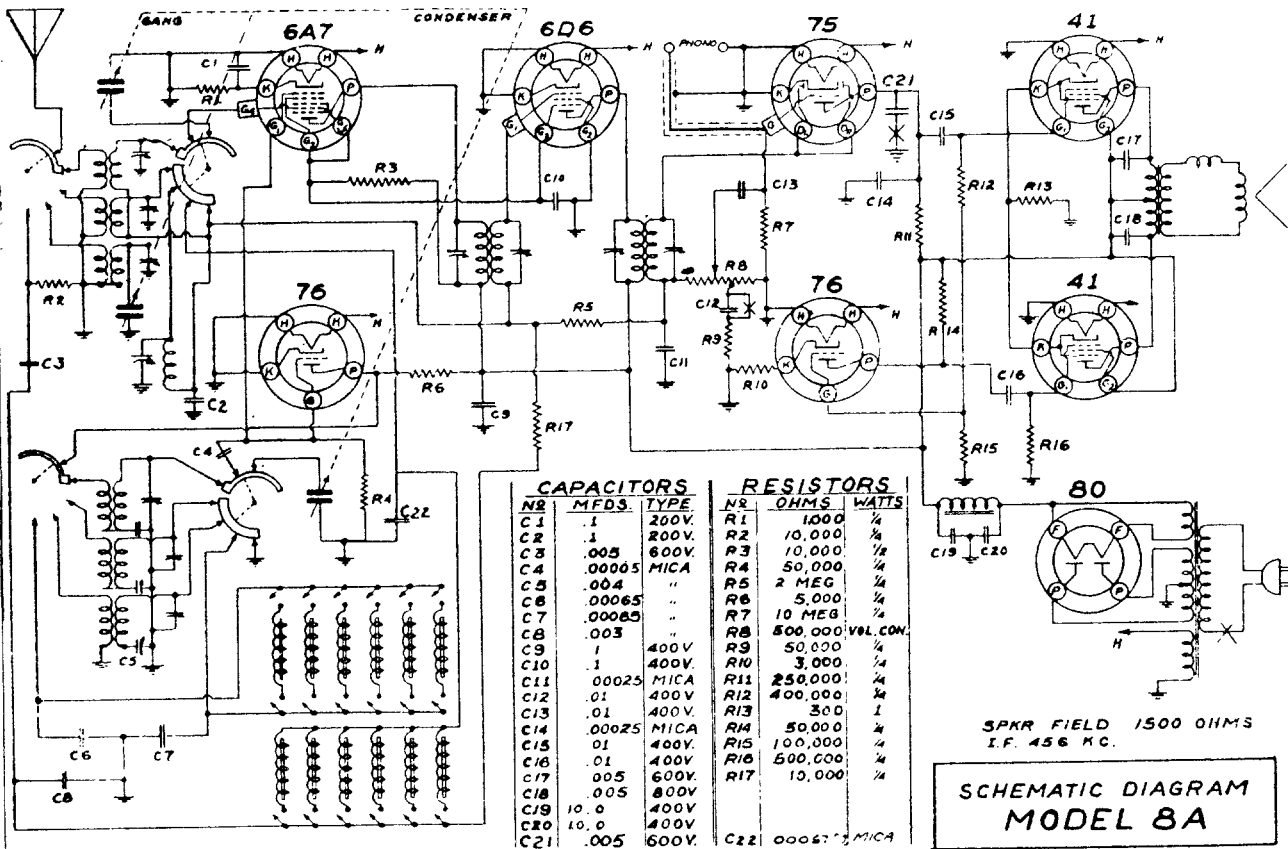 GANG
CONDENSER
6A7
6D6
75
41
PHONO
C1
R1
C21
C15
C17
R3
C10
C13
C14
R12
R13
R7
R11
C18
R2
R8
76
76
41
R5
C12
R14
C3
R9
C11
C2
R6
R10
C9
C16
R17
C4
R15
R16
R4
C22
80
C19
C20
C5
C6
C7
C8
CAPACITORS
Nº MFDS. TYPE
C1 .1 200V.
C2 .1 200V.
C3 .005 600V.
C4 .00005 MICA
C5 .004 "
C6 .00065 "
C7 .00085 "
C8 .003 "
C9 1 400V
C10 .1 400V.
C11 00025 MICA
C12 .01 400V
C13 .01 400V.
C14 .00025 MICA
C15 01 400V.
C16 .01 400V
C17 005 600V.
C18 .005 800V
C19 10.0 400V
C20 10.0 400V
C21 .005 600V.
RESISTORS
Nº OHMS WATTS
R1 1,000 ¼
R2 10,000 ¼
R3 10,000 ½
R4 50,000 ¼
R5 2 MEG ¼
R6 5,000 ¼
R7 10 MEG ¼
R8 500,000 VOL.CON.
R9 50,000 ¼
R10 3,000 ¼
R11 250,000 ¼
R12 400,000 ¼
R13 300 1
R14 50,000 ¼
R15 100,000 ¼
R16 500,000 ¼
R17 ¼
C22 MICA
SPKR FIELD 1500 OHMS
I.F. 456 KC.
SCHEMATIC DIAGRAM
MODEL 8A